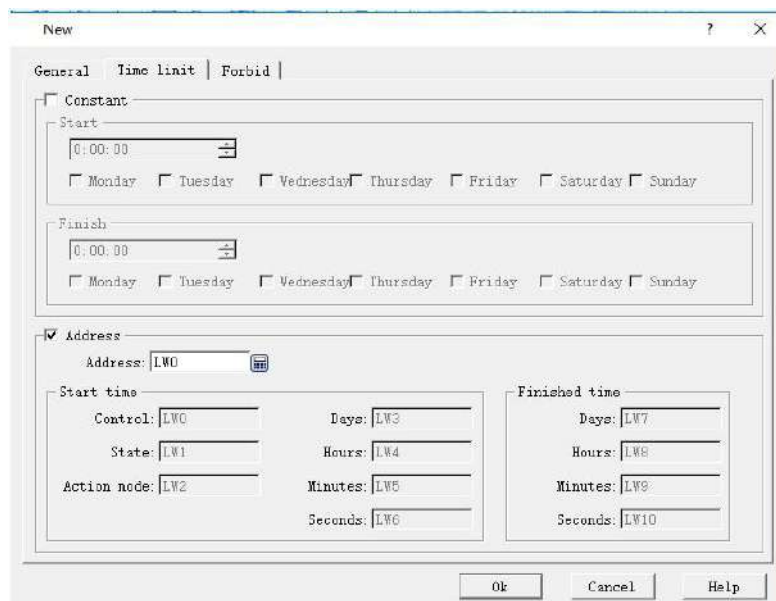 New ? X
General Time linit Forbid
Constant
Start
0:00:00
Monday Tuesday Wednesday Thursday Friday Saturday Sunday
Finish
0:00:00
Monday Tuesday Wednesday Thursday Friday Saturday Sunday
Address
Address: LW0
Start time Finished time
Control: LW0 Days: LW3 Days: LW7
State: LW1 Hours: LW4 Hours: LW8
Action node: LW2 Minutes: LW5 Minutes: LW9
Seconds: LW6 Seconds: LW10
Ok Cancel Help